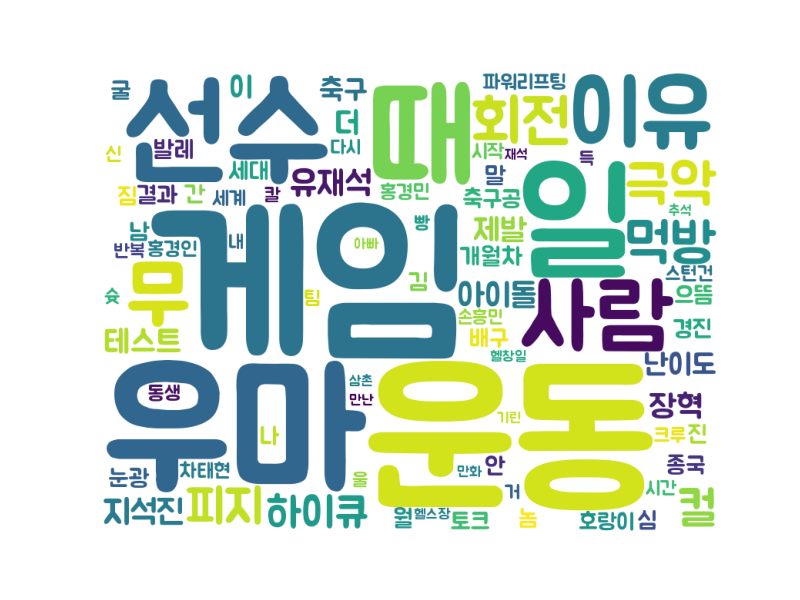 굴
선수
이
축구
때
파워리프팅
회전
이유
더
다시
신
발레
세대
유재석
홍경민
시작
재석
득
극악
말
짐
결과
간
세계
칼
축구공
일
추석
남
반복
홍경인
내
게임
아빠
빵
제발
개월차
먹방
스턴건
슛
무
팅
김
아이돌
사람
으뜸
테스트
손흥민
배구
경진
헬창일
난이도
우마
동생
삼촌
만난
운동
기린
장혁
나
크루
진
눈광
차태현
울
만화
안
종국
지석진
피지
하이큐
월
헬스장
토크
거
놈
호랑이
심
시간
컬